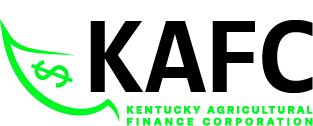 $
KAFC
KENTUCKY AGRICULTURAL
FINANCE CORPORATION